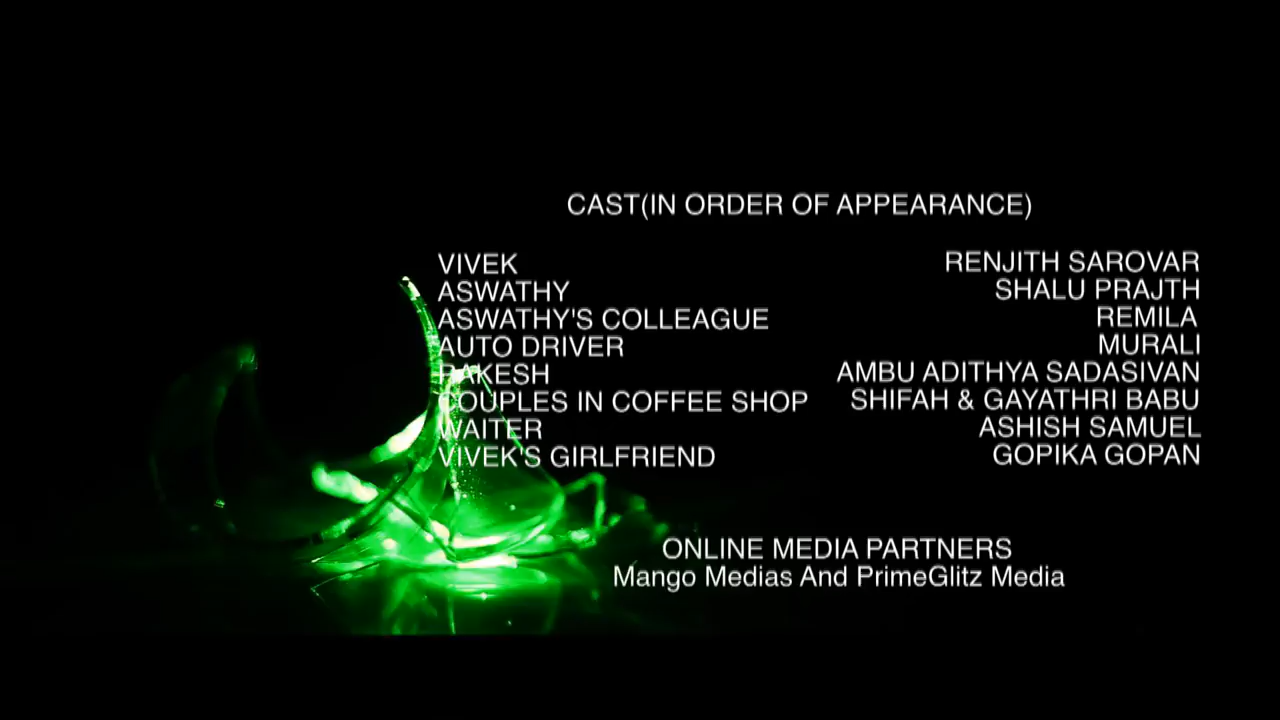 CAST(IN ORDER OF APPEARANCE)
VIVEK RENJITH SAROVAR
ASWATHY SHALU PRAJTH
ASWATHY'S COLLEAGUE REMILA
AUTO DRIVER MURALI
RAKESH AMBU ADITHYA SADASIVAN
COUPLES IN COFFEE SHOP SHIFAH & GAYATHRI BABU
WAITER ASHISH SAMUEL
VIVEK'S GIRLFRIEND GOPIKA GOPAN
ONLINE MEDIA PARTNERS
Mango Medias And PrimeGlitz Media